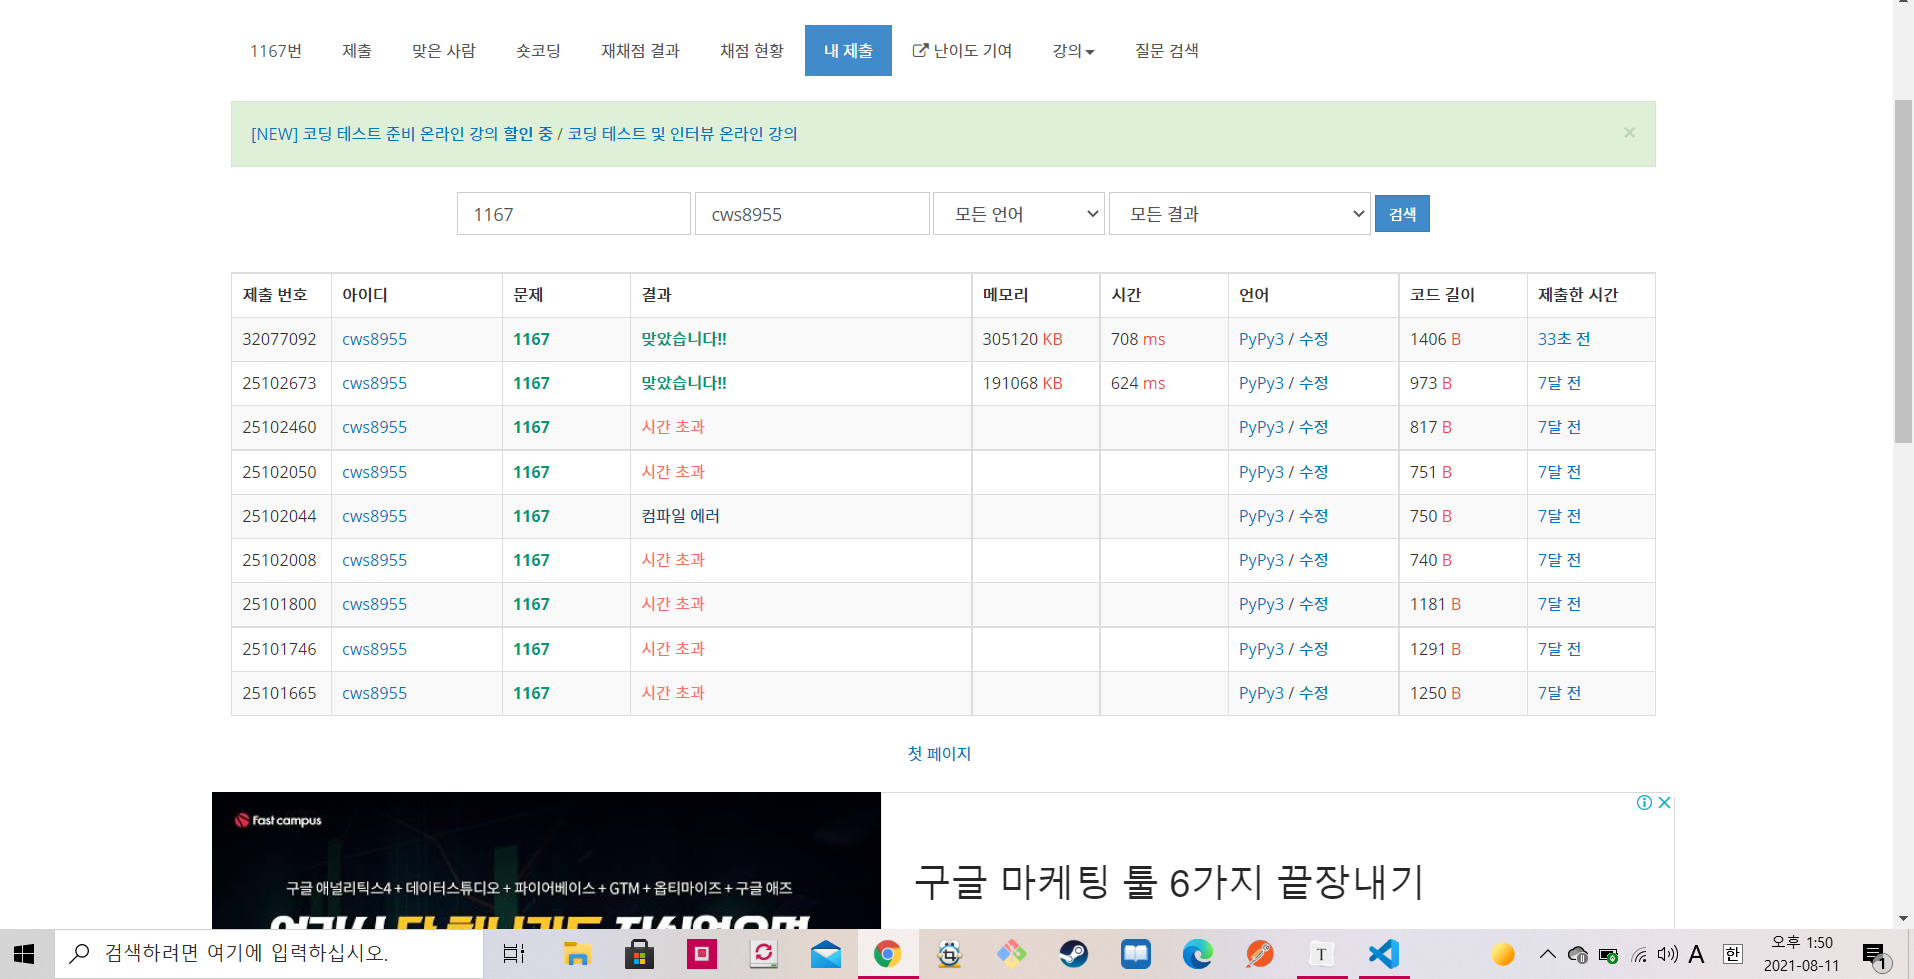 1167번 제출 맞은 사람 숏코딩 재채점 결과 채점 현황 내 제출 난이도 기여 강의 질문 검색
[NEW] 코딩 테스트 준비 온라인 강의 할인 중 / 코딩 테스트 및 인터뷰 온라인 강의 ×
1167 cws8955 모든 언어 모든 결과 검색
제출 번호 아이디 문제 결과 메모리 시간 언어 코드 길이 제출한 시간
32077092 cws8955 1167 맞았습니다!! 305120 KB 708 ms PyPy3 / 수정 1406 B 33초 전
25102673 cws8955 1167 맞았습니다!! 191068 KB 624 ms PyPy3 / 수정 973 B 7달 전
25102460 cws8955 1167 시간 초과 PyPy3 / 수정 817 B 7달 전
25102050 cws8955 1167 시간 초과 PyPy3 / 수정 751 B 7달 전
25102044 cws8955 1167 컴파일 에러 PyPy3 / 수정 750 B 7달 전
25102008 cws8955 1167 시간 초과 PyPy3 / 수정 740 B 7달 전
25101800 cws8955 1167 시간 초과 PyPy3 / 수정 1181 B 7달 전
25101746 cws8955 1167 시간 초과 PyPy3 / 수정 1291 B 7달 전
25101665 cws8955 1167 시간 초과 PyPy3 / 수정 1250 B 7달 전
첫 페이지
Fast campus
구글 애널리틱스4 + 데이터스튜디오 + 파이어베이스 + GTM + 옵티마이즈 + 구글 애즈
구글 마케팅 툴 6가지 끝장내기
검색하려면 여기에 입력하십시오. T A 한 오후 1:50
2021-08-11 1